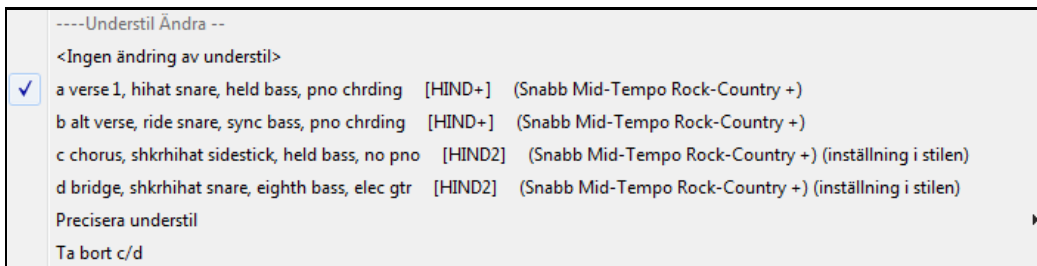 ----Understil Ändra --
<Ingen ändring av understil>
a verse 1, hihat snare, held bass, pno chrding [HIND+] (Snabb Mid-Tempo Rock-Country +)
b alt verse, ride snare, sync bass, pno chrding [HIND+] (Snabb Mid-Tempo Rock-Country +)
c chorus, shkrhihat sidestick, held bass, no pno [HIND2] (Snabb Mid-Tempo Rock-Country +) (inställning i stilen)
d bridge, shkrhihat snare, eighth bass, elec gtr [HIND2] (Snabb Mid-Tempo Rock-Country +) (inställning i stilen)
Precisera understil
Ta bort c/d